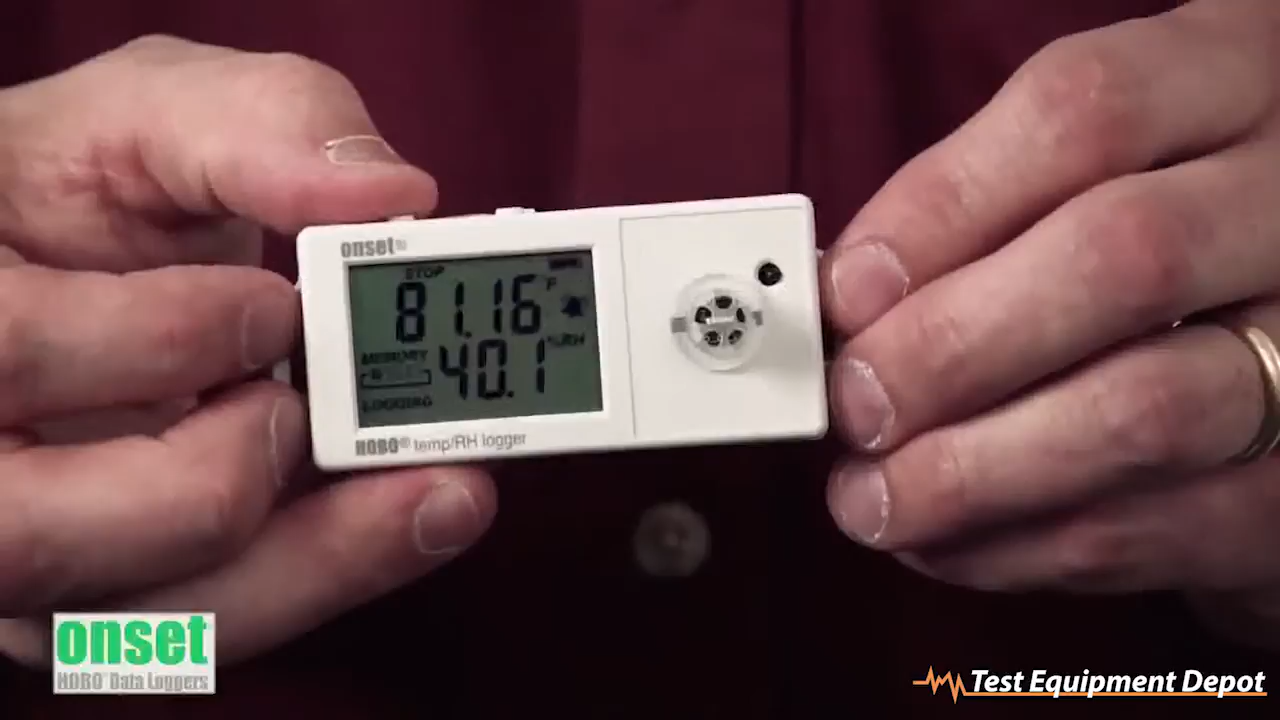 onset®
STOP
81.16 F
%RH
MEMORY
40.1
LOGGING
HOBO® temp/RH logger
onset
HOBO® Data Loggers
Test Equipment Depot